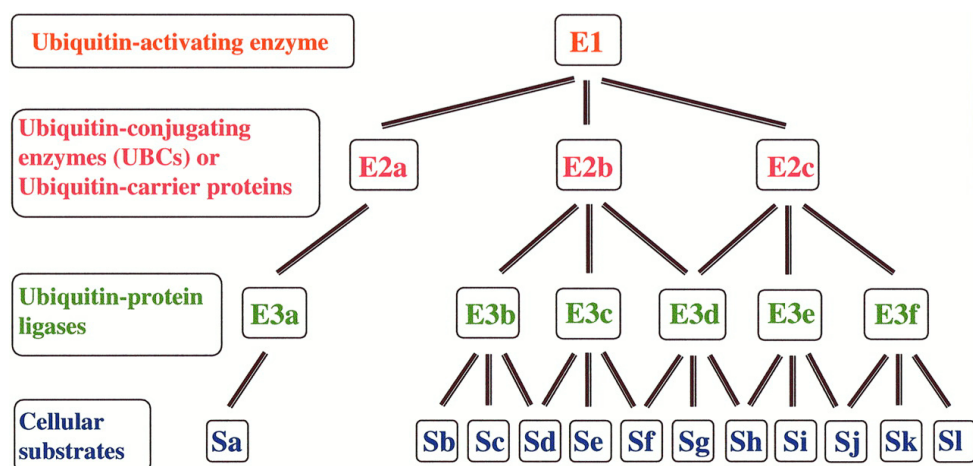 Ubiquitin-activating enzyme
E1
Ubiquitin-conjugating
enzymes (UBCs) or
Ubiquitin-carrier proteins
E2a
E2b
E2c
Ubiquitin-protein
ligases
E3a
E3b
E3c
E3d
E3e
E3f
Cellular
substrates
Sa
Sb
Sc
Sd
Se
Sf
Sg
Sh
Si
Sj
Sk
Sl